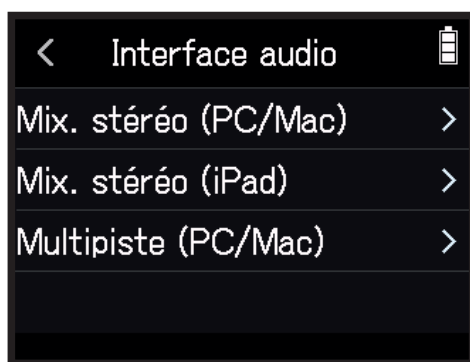 Interface audio
Mix. stéréo (PC/Mac)
Mix. stéréo (iPad)
Multipiste (PC/Mac)